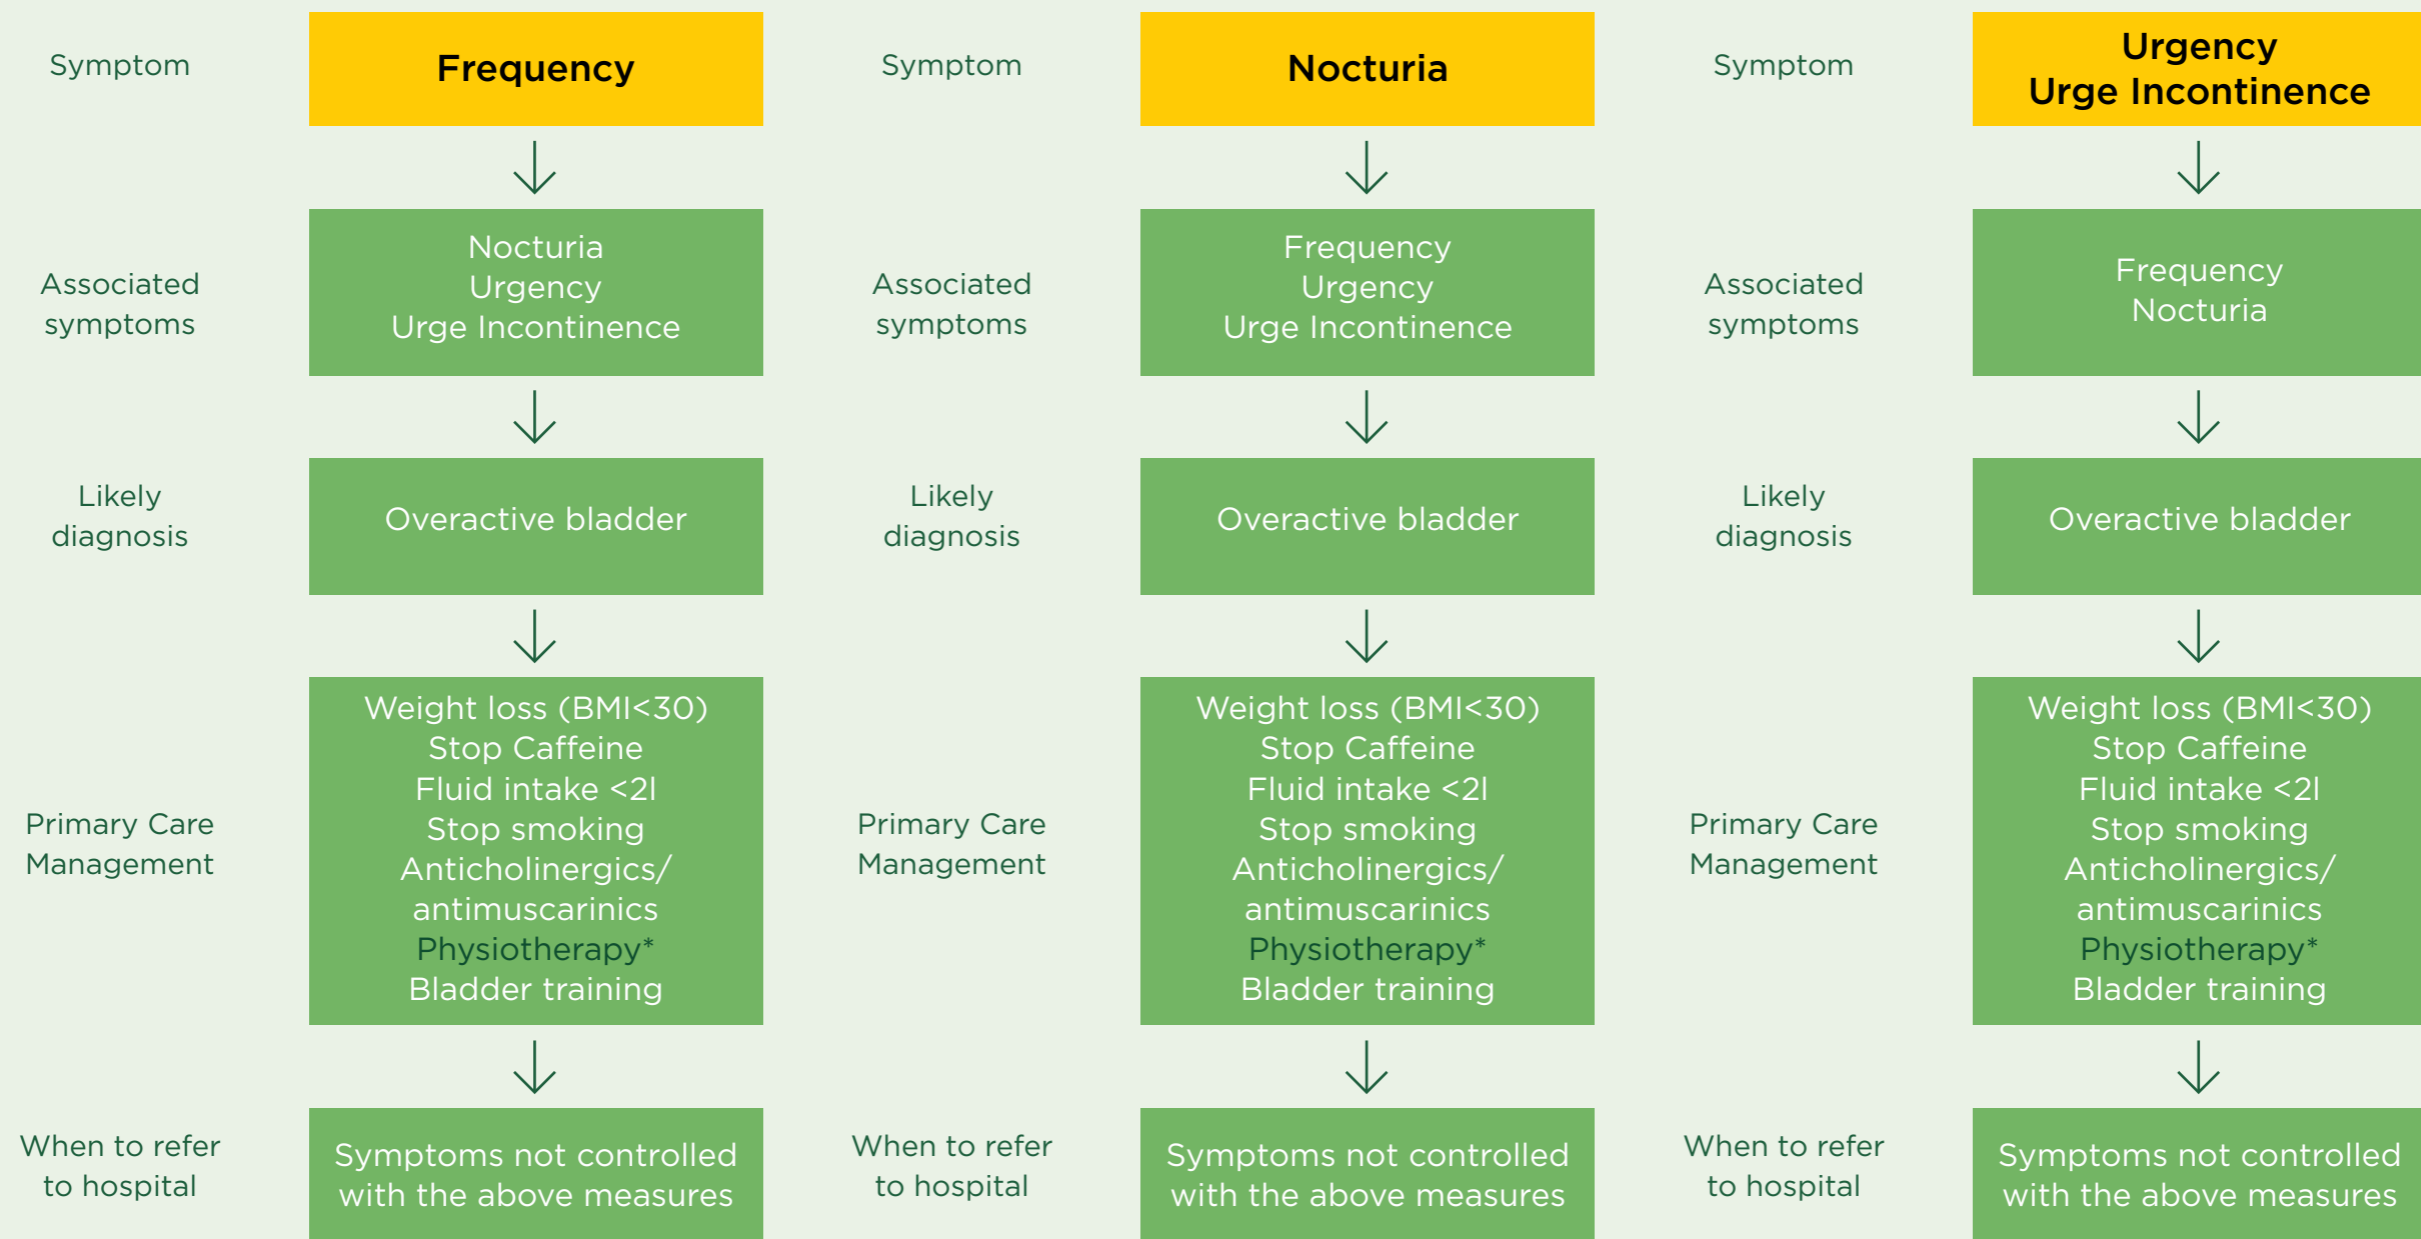 Symptom
Frequency
Associated
symptoms
Nocturia
Urgency
Urge Incontinence
Likely
diagnosis
Overactive bladder
Primary Care
Management
Weight loss (BMI<30)
Stop Caffeine
Fluid intake <2l
Stop smoking
Anticholinergics/
antimuscarinics
Physiotherapy*
Bladder training
When to refer
to hospital
Symptoms not controlled
with the above measures
Symptom
Nocturia
Associated
symptoms
Frequency
Urgency
Urge Incontinence
Likely
diagnosis
Overactive bladder
Primary Care
Management
Weight loss (BMI<30)
Stop Caffeine
Fluid intake <2l
Stop smoking
Anticholinergics/
antimuscarinics
Physiotherapy*
Bladder training
When to refer
to hospital
Symptoms not controlled
with the above measures
Symptom
Urgency
Urge Incontinence
Associated
symptoms
Frequency
Nocturia
Likely
diagnosis
Overactive bladder
Primary Care
Management
Weight loss (BMI<30)
Stop Caffeine
Fluid intake <2l
Stop smoking
Anticholinergics/
antimuscarinics
Physiotherapy*
Bladder training
When to refer
to hospital
Symptoms not controlled
with the above measures